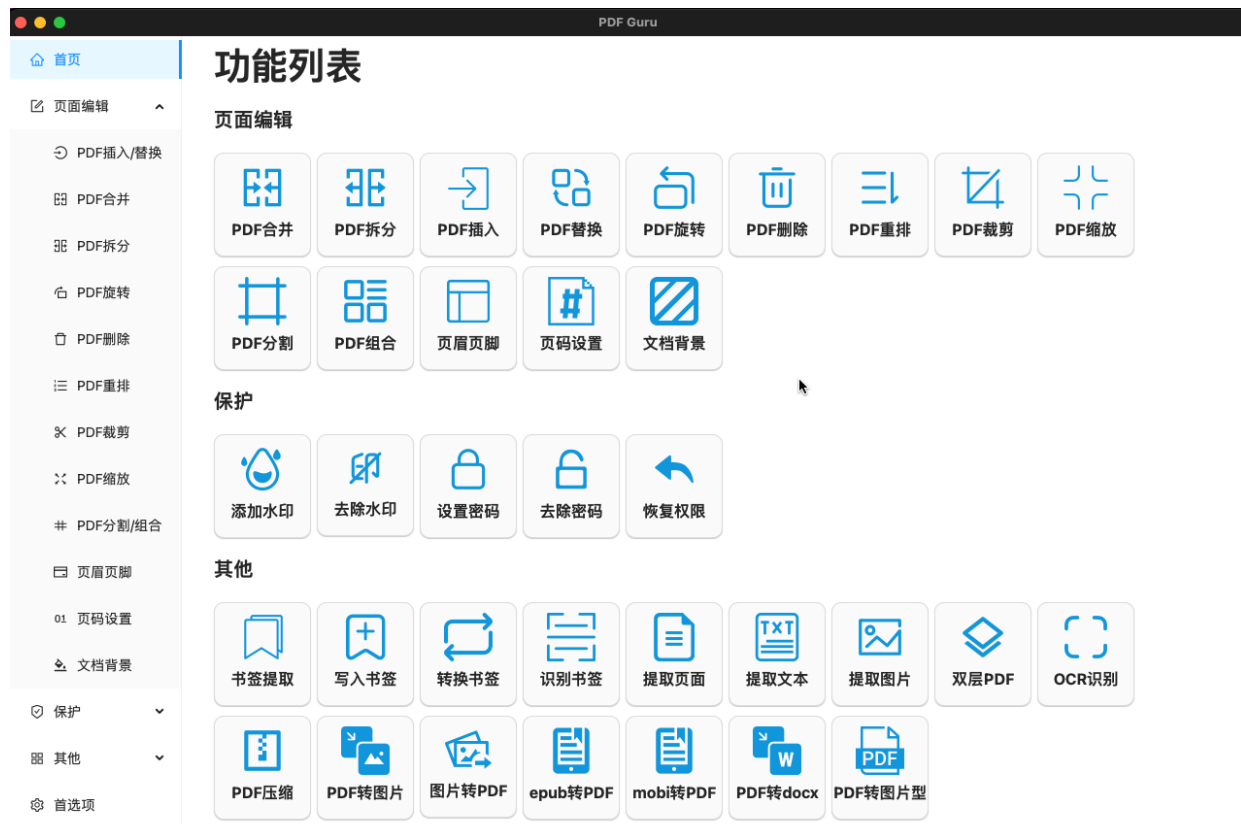 PDF Guru
首页
页面编辑
PDF插入/替换
PDF合并
PDF拆分
PDF旋转
PDF删除
PDF重排
PDF裁剪
PDF缩放
PDF分割/组合
页眉页脚
01 页码设置
文档背景
保护
其他
首选项
功能列表
页面编辑
PDF合并 PDF拆分 PDF插入 PDF替换 PDF旋转 PDF删除 PDF重排 PDF裁剪 PDF缩放
#
PDF分割 PDF组合 页眉页脚 页码设置 文档背景
保护
印
添加水印 去除水印 设置密码 去除密码 恢复权限
其他
TXT
书签提取 写入书签 转换书签 识别书签 提取页面 提取文本 提取图片 双层PDF OCR识别
W PDF
PDF压缩 PDF转图片 图片转PDF epub转PDF mobi转PDF PDF转docx PDF转图片型